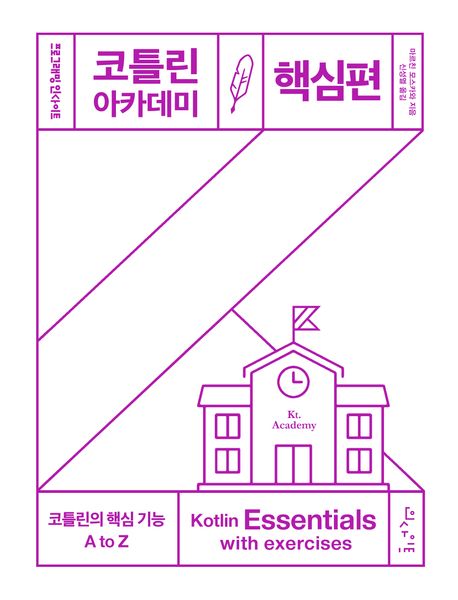 프로그래밍인사이트
코틀린
아카데미
핵심편
마르친 모스카와 지음
신성열 옮김
Kt.
Academy
코틀린의 핵심 기능
A to Z
Kotlin Essentials
with exercises
인사이트